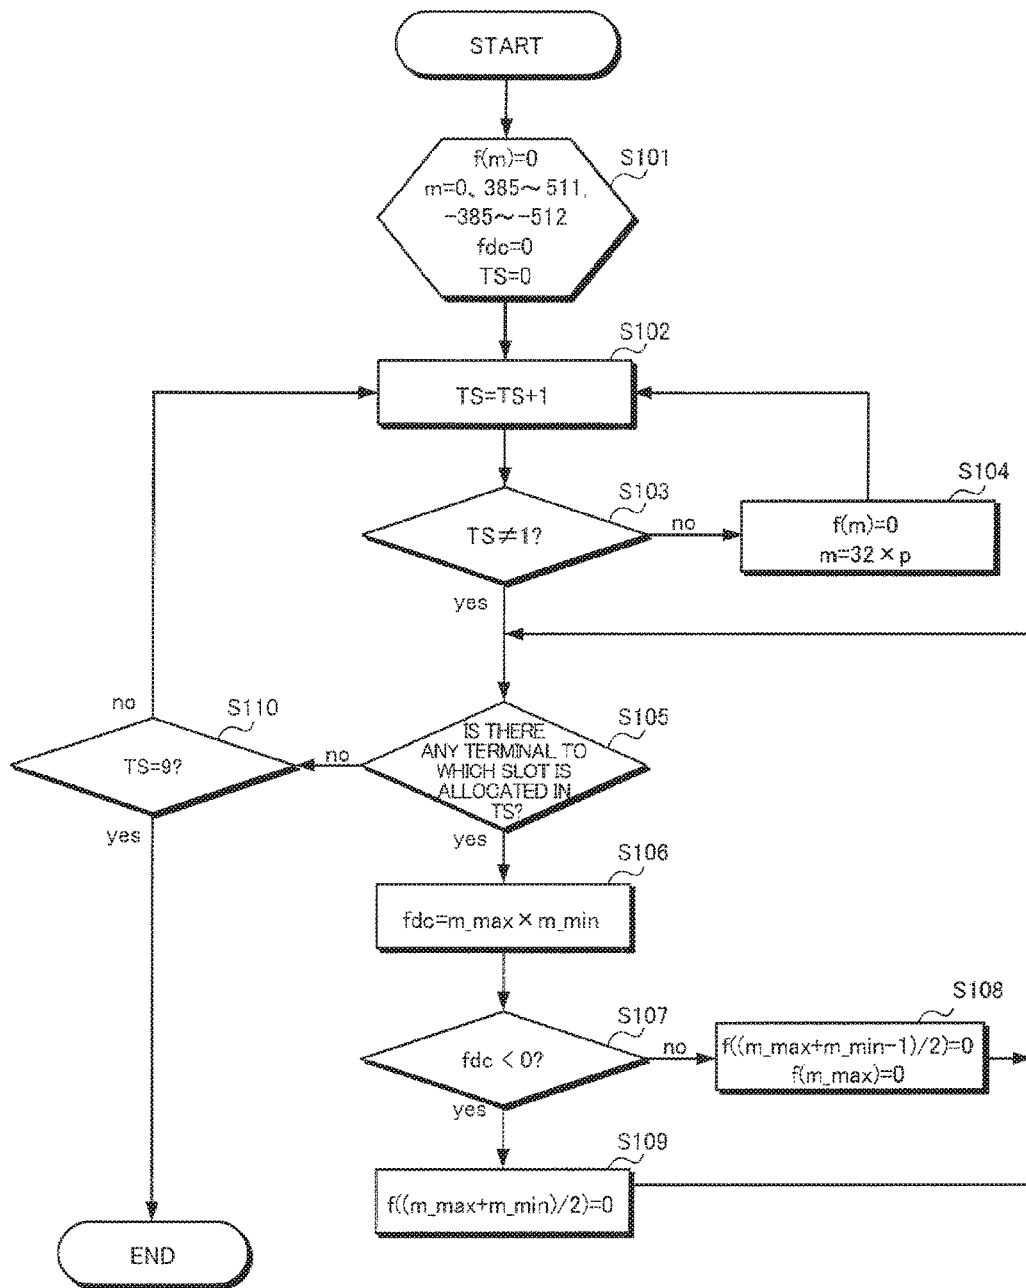 START
S101
f(m)=0
m=0、385～511,
-385～-512
fdc=0
TS=0
S102
TS=TS+1
S103
TS≠1?
no
yes
S104
f(m)=0
m=32×p
S105
IS THERE
ANY TERMINAL TO
WHICH SLOT IS
ALLOCATED IN
TS?
no
yes
S110
TS=9?
no
yes
S106
fdc=m_max×m_min
S107
fdc<0?
no
yes
S108
f((m_max+m_min-1)/2)=0
f(m_max)=0
S109
f((m_max+m_min)/2)=0
END